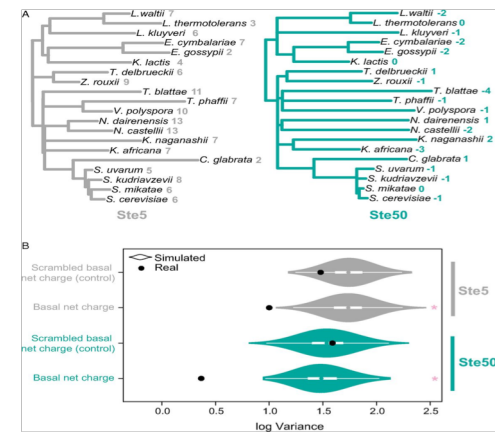 A
L.waltii 7
L. thermotolerans 3
L. kluyveri 6
E. cymbalariae 7
E. gossypii 2
K. lactis 4
T. delbrueckii 6
Z. rouxii 9
T. blattae 11
T. phaffii 7
V. polyspora 10
N. dairenensis 13
N. castellii 13
K. naganashii 7
K. africana 7
C. glabrata 2
S. uvarum 5
S. kudriavzevii 8
S. mikatae 6
S. cerevisiae 6
Ste5
L.waltii -2
L. thermotolerans 0
L. kluyveri -1
E. cymbalariae -2
E. gossypii -2
K. lactis 0
T. delbrueckii 1
Z. rouxii -1
T. blattae -4
T. phaffii -1
V. polyspora -1
N. dairenensis 1
N. castellii -2
K. naganashii 2
K. africana -3
C. glabrata 1
S. uvarum -1
S. kudriavzevii -1
S. mikatae 0
S. cerevisiae -1
Ste50
B
Simulated
Real
Scrambled basal
net charge (control)
Basal net charge
*
Ste5
Scrambled basal
net charge (control)
Basal net charge
*
Ste50
0.0 0.5 1.0 1.5 2.0 2.5
log Variance